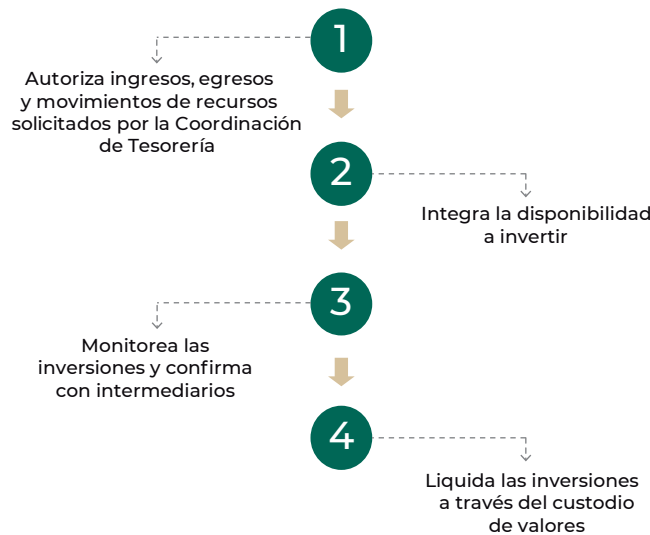 1
Autoriza ingresos, egresos
y movimientos de recursos
solicitados por la Coordinación
de Tesorería
2
Integra la disponibilidad
a invertir
3
Monitorea las
inversiones y confirma
con intermediarios
4
Liquida las inversiones
a través del custodio
de valores